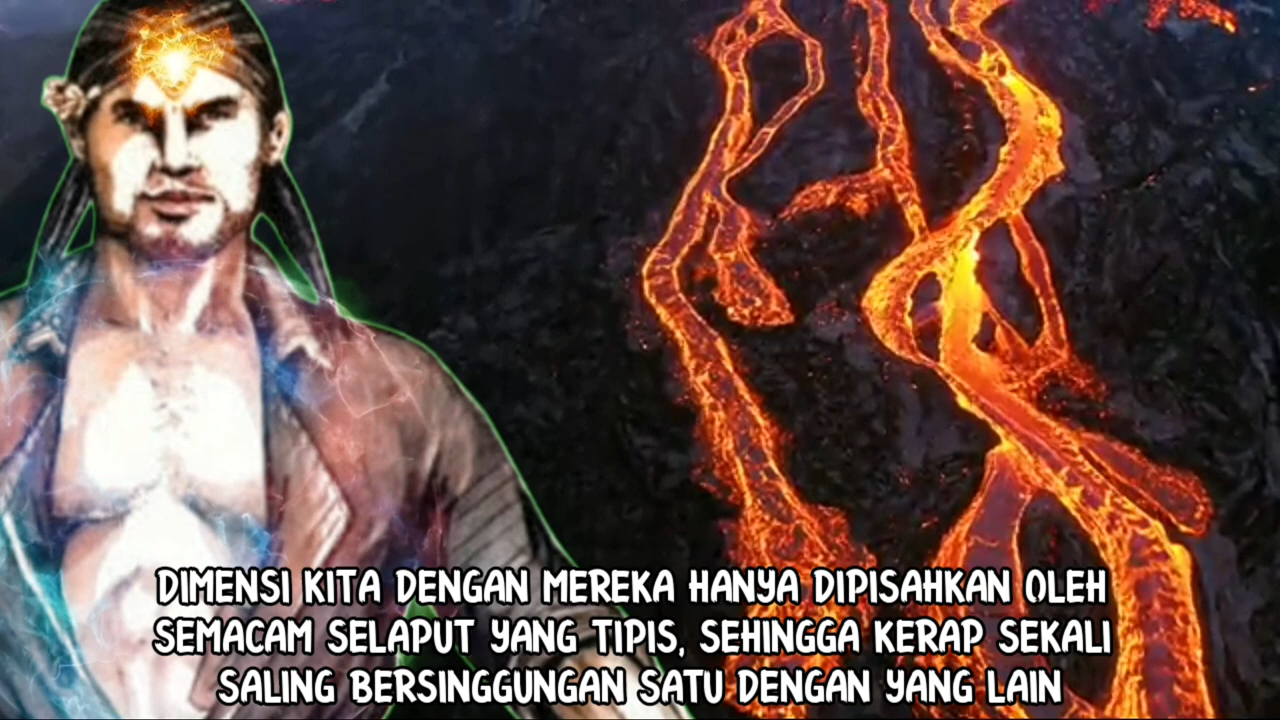 DIMENSI KITA DENGAN MEREKA HANYA DIPISAHKAN OLEH
SEMACAM SELAPUT YANG TIPIS, SEHINGGA KERAP SEKALI
SALING BERSINGGUNGAN SATU DENGAN YANG LAIN